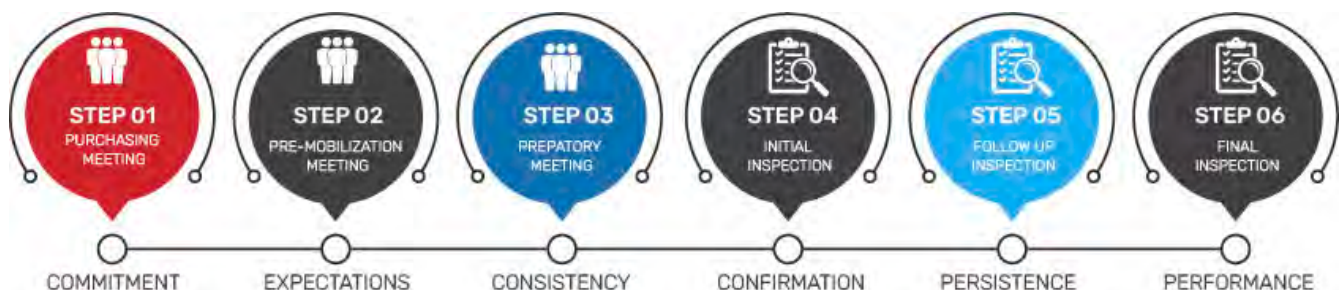 STEP 01
PURCHASING
MEETING
STEP 02
PRE-MOBILIZATION
MEETING
STEP 03
PREPATORY
MEETING
STEP 04
INITIAL
INSPECTION
STEP 05
FOLLOW UP
INSPECTION
STEP 06
FINAL
INSPECTION
COMMITMENT
EXPECTATIONS
CONSISTENCY
CONFIRMATION
PERSISTENCE
PERFORMANCE